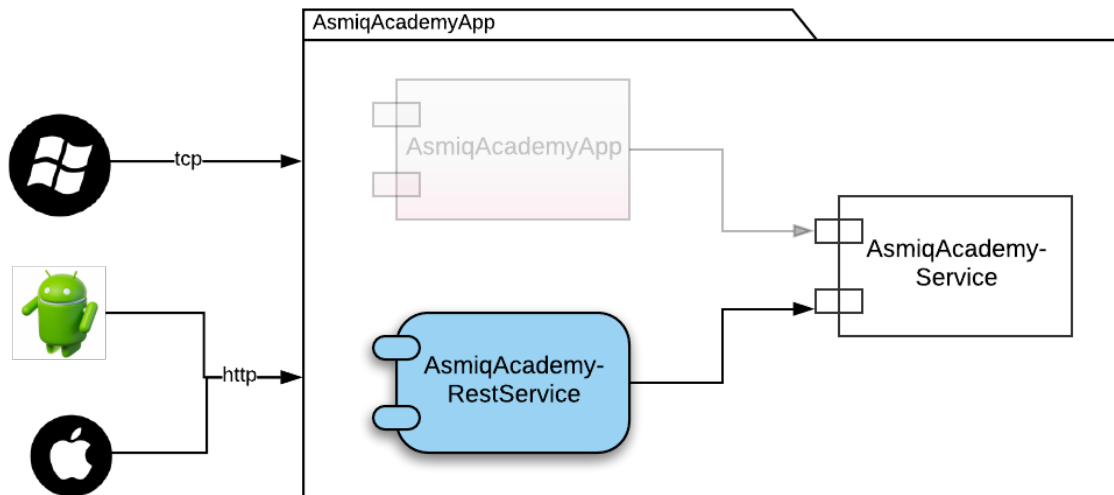 AsmiqAcademyApp
AsmiqAcademyApp
tcp
AsmiqAcademy-
Service
AsmiqAcademy-
RestService
http